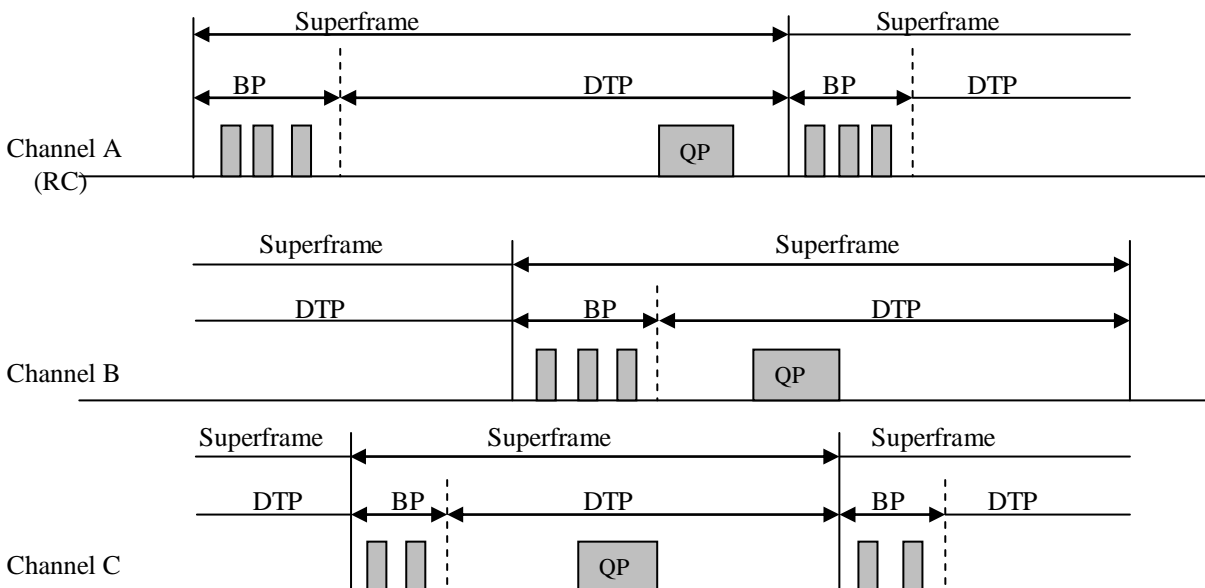 Superframe Superframe
BP DTP BP DTP
Channel A QP
(RC)
Superframe Superframe
DTP BP DTP
Channel B QP
Superframe Superframe Superframe
DTP BP DTP BP DTP
Channel C QP